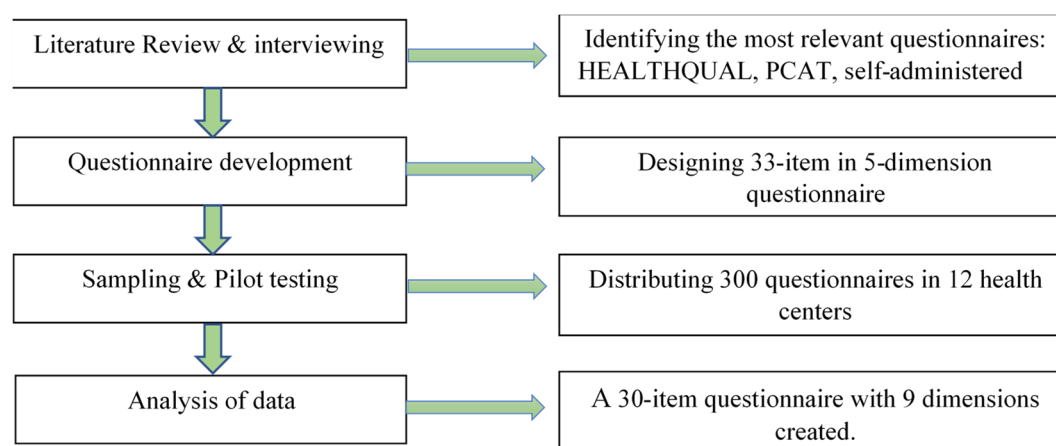 Literature Review & interviewing
Identifying the most relevant questionnaires:
HEALTHQUAL, PCAT, self-administered
Questionnaire development
Designing 33-item in 5-dimension
questionnaire
Sampling & Pilot testing
Distributing 300 questionnaires in 12 health
centers
Analysis of data
A 30-item questionnaire with 9 dimensions
created.